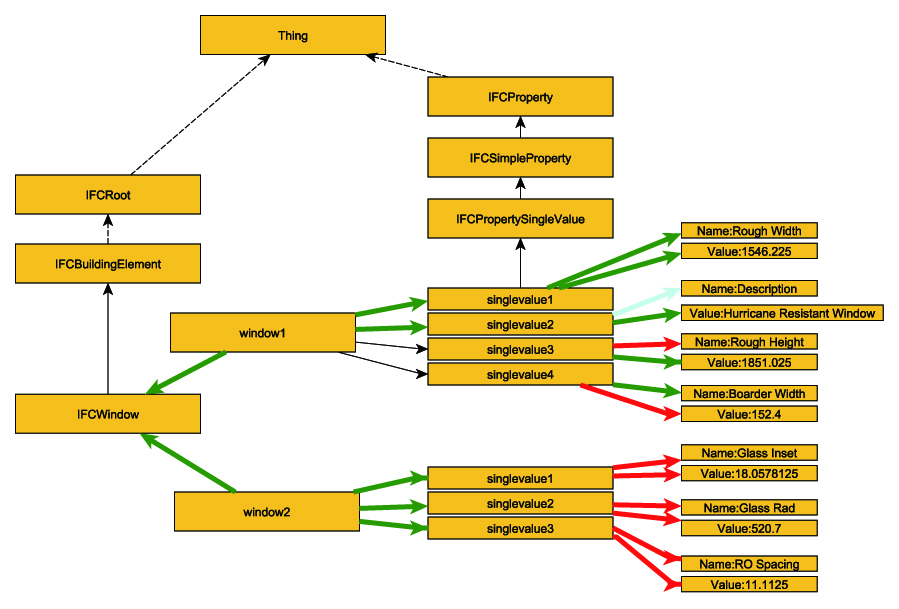 Thing
IFCProperty
IFCSimpleProperty
IFCRoot
IFCPropertySingleValue
Name:Rough Width
Value:1546.225
IFCBuildingElement
Name:Description
singlevalue1
Value:Hurricane Resistant Window
singlevalue2
window1
Name:Rough Height
singlevalue3
Value:1851.025
singlevalue4
Name:Boarder Width
IFCWindow
Value:152.4
Name:Glass Inset
singlevalue1
Value:18.0578125
singlevalue2
Name:Glass Rad
window2
singlevalue3
Value:520.7
Name:RO Spacing
Value:11.1125